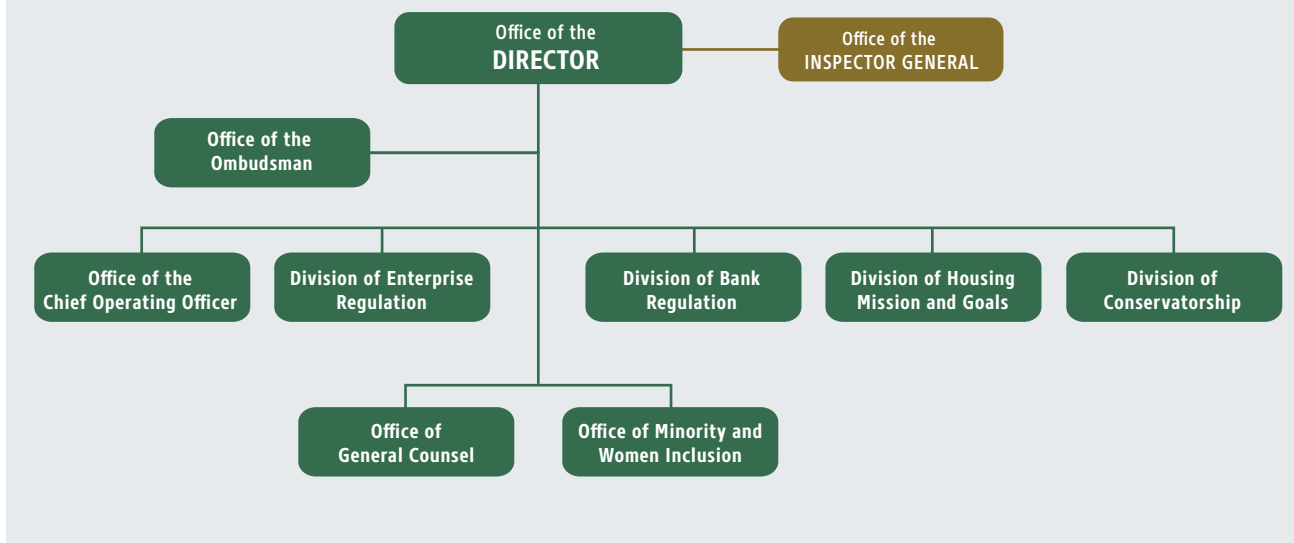 Office of the
DIRECTOR
Office of the
INSPECTOR GENERAL
Office of the
Ombudsman
Office of the
Chief Operating Officer
Division of Enterprise
Regulation
Division of Bank
Regulation
Division of Housing
Mission and Goals
Division of
Conservatorship
Office of
General Counsel
Office of Minority and
Women Inclusion